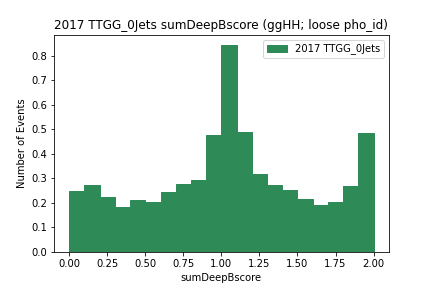 2017 TTGG_0Jets sumDeepBscore (ggHH; loose pho_id)
2017 TTGG_0Jets
Number of Events
0.8
0.7
0.6
0.5
0.4
0.3
0.2
0.1
0.0
0.00 0.25 0.50 0.75 1.00 1.25 1.50 1.75 2.00
sumDeepBscore